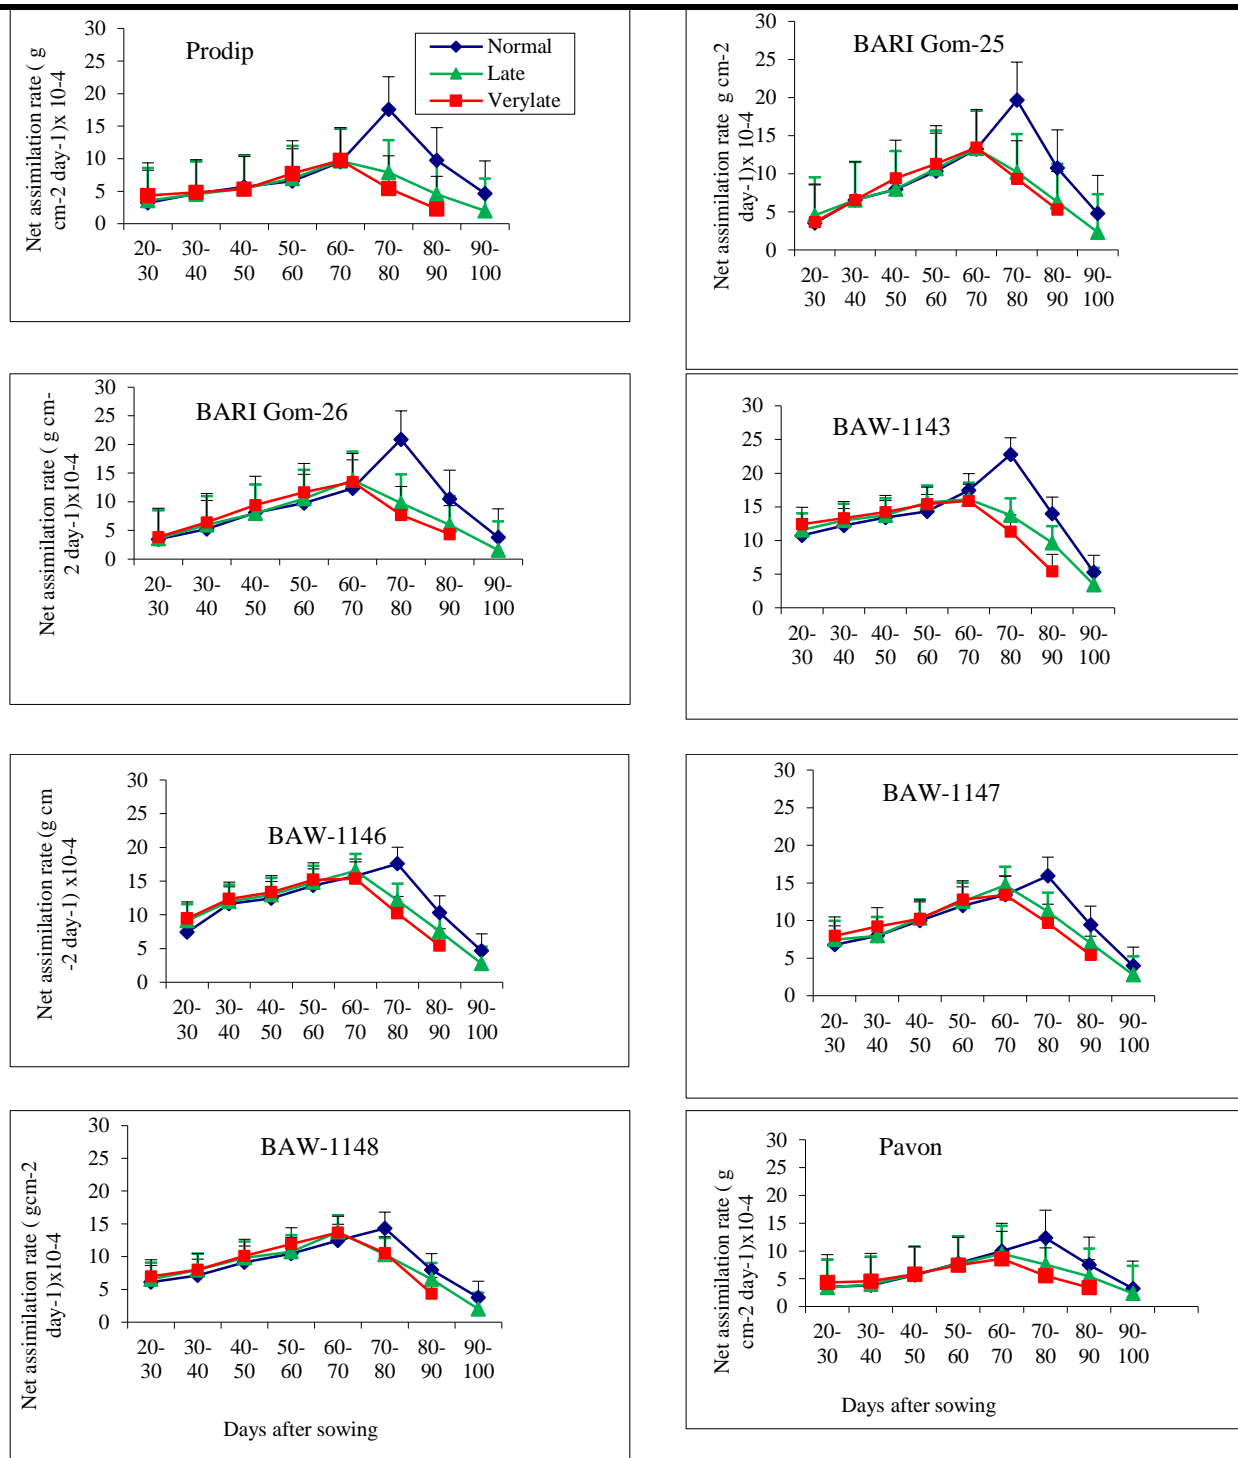 Net assimilation rate ( g
cm-2 day-1)x 10-4
30
25
20
15
10
5
0
Prodip
Normal
Late
Verylate
20- 30- 40- 50- 60- 70- 80- 90-
30 40 50 60 70 80 90 100
Net assimilation rate g cm-2
day-1)x 10-4
30
25
20
15
10
5
0
BARI Gom-25
20- 30- 40- 50- 60- 70- 80- 90-
30 40 50 60 70 80 90 100
Net assimilation rate ( g cm-
2 day-1)x10-4
30
25
20
15
10
5
0
BARI Gom-26
20- 30- 40- 50- 60- 70- 80- 90-
30 40 50 60 70 80 90 100
30
25
20
15
10
5
0
BAW-1143
20- 30- 40- 50- 60- 70- 80- 90-
30 40 50 60 70 80 90 100
Net assimilation rate (g cm
-2 day-1) x10-4
30
25
20
15
10
5
0
BAW-1146
20- 30- 40- 50- 60- 70- 80- 90-
30 40 50 60 70 80 90 100
30
25
20
15
10
5
0
BAW-1147
20- 30- 40- 50- 60- 70- 80- 90-
30 40 50 60 70 80 90 100
Net assimilation rate ( gcm-2
day-1)x10-4
30
25
20
15
10
5
0
BAW-1148
20- 30- 40- 50- 60- 70- 80- 90-
30 40 50 60 70 80 90 100
Days after sowing
Net assimilation rate ( g
cm-2 day-1)x10-4
30
25
20
15
10
5
0
Pavon
20- 30- 40- 50- 60- 70- 80- 90-
30 40 50 60 70 80 90 100
Days after sowing